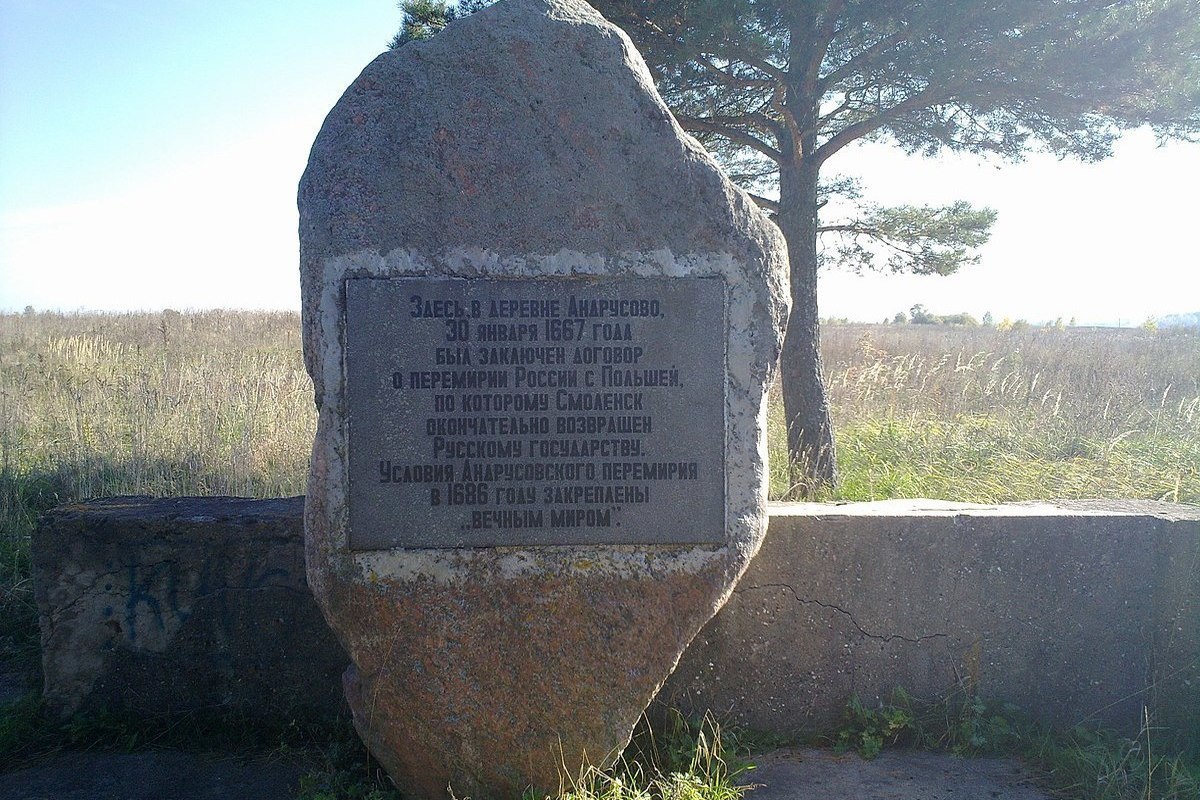 Здесь, в деревне Андрусово,
30 января 1667 года
был заключен договор
о перемирии России с Польшей,
по которому Смоленск
окончательно возвращен
Русскому государству.
Условия Андрусовского перемирия
в 1686 году закреплены
„вечным миром".